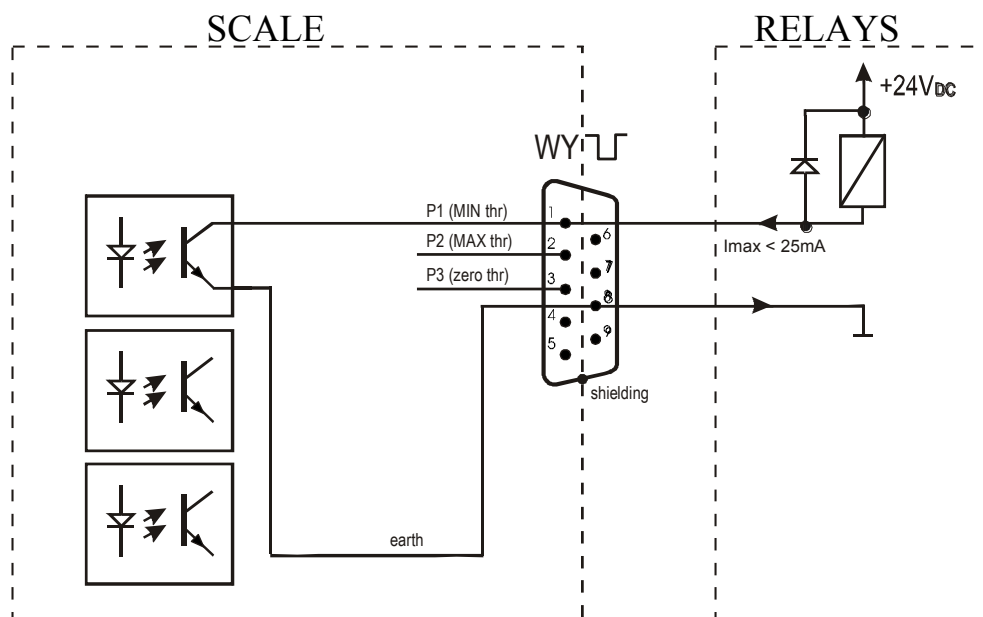 SCALE
RELAYS
+24VDC
WY
P1 (MIN thr)
1
6
P2 (MAX thr)
2
Imax < 25mA
7
P3 (zero thr)
3
8
4
9
5
shielding
earth